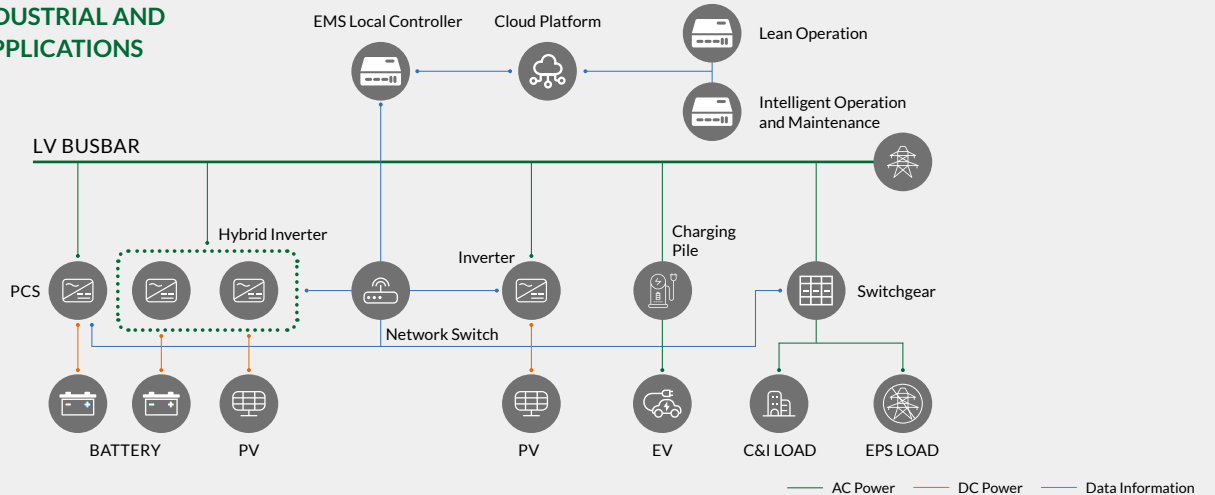 DUSTRIAL AND
PPLICATIONS
EMS Local Controller
Cloud Platform
Lean Operation
Intelligent Operation
and Maintenance
LV BUSBAR
Hybrid Inverter
Charging
Pile
Inverter
PCS
Switchgear
Network Switch
BATTERY
PV
PV
EV
C&I LOAD
EPS LOAD
AC Power
DC Power
Data Information